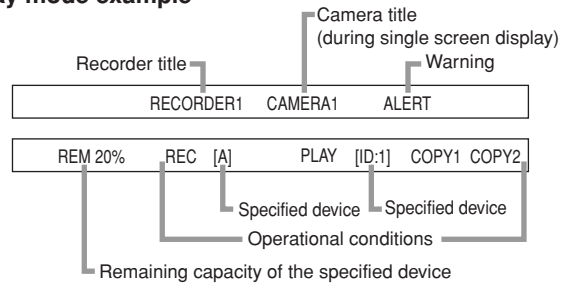 ay mode example
Camera title
(during single screen display)
Recorder title
Warning
RECORDER1 CAMERA1 ALERT
REM 20% REC [A] PLAY [ID:1] COPY1 COPY2
Specified device Specified device
Operational conditions
Remaining capacity of the specified device